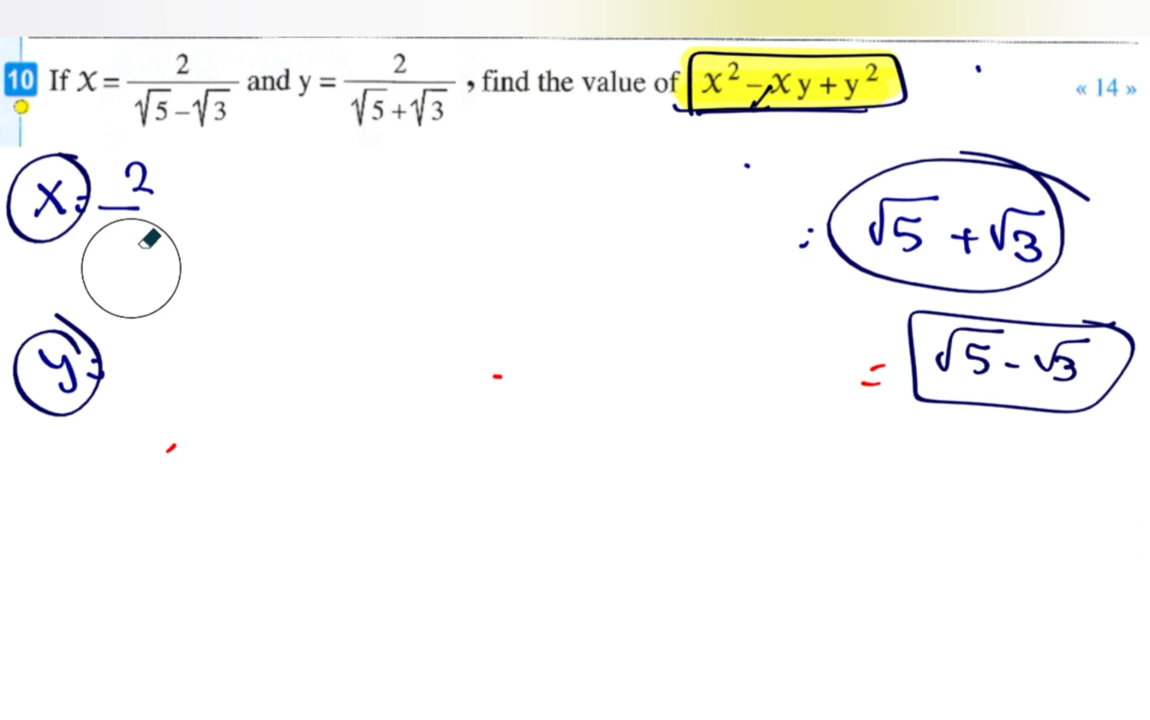 10 If X = 2/(√5 − √3) and y = 2/(√5 + √3) , find the value of x² − x y + y² « 14 »
X = 2 = √5 + √3
y = = √5 - √3